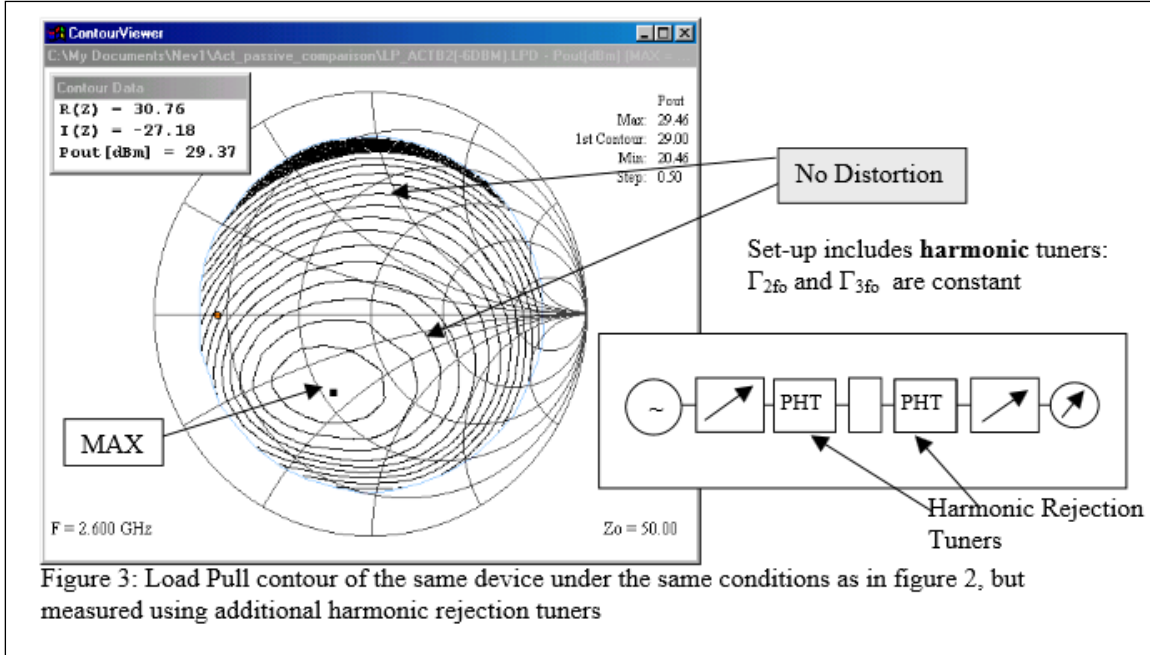 ContourViewer
C:\My Documents\Nev1\Act_passive_comparison\LP_ACTB2[-6DBM].LPD - Pout[dBm] [MAX =
Contour Data
R(Z) = 30.76
I(Z) = -27.18
Pout[dBm] = 29.37
Pout
Max: 29.46
1st Contour: 29.00
Min: 20.46
Step: 0.50
No Distortion
Set-up includes harmonic tuners:
Γ2fo and Γ3fo are constant
MAX
~
PHT
PHT
Harmonic Rejection
Tuners
F = 2.600 GHz
Zo = 50.00
Figure 3: Load Pull contour of the same device under the same conditions as in figure 2, but
measured using additional harmonic rejection tuners